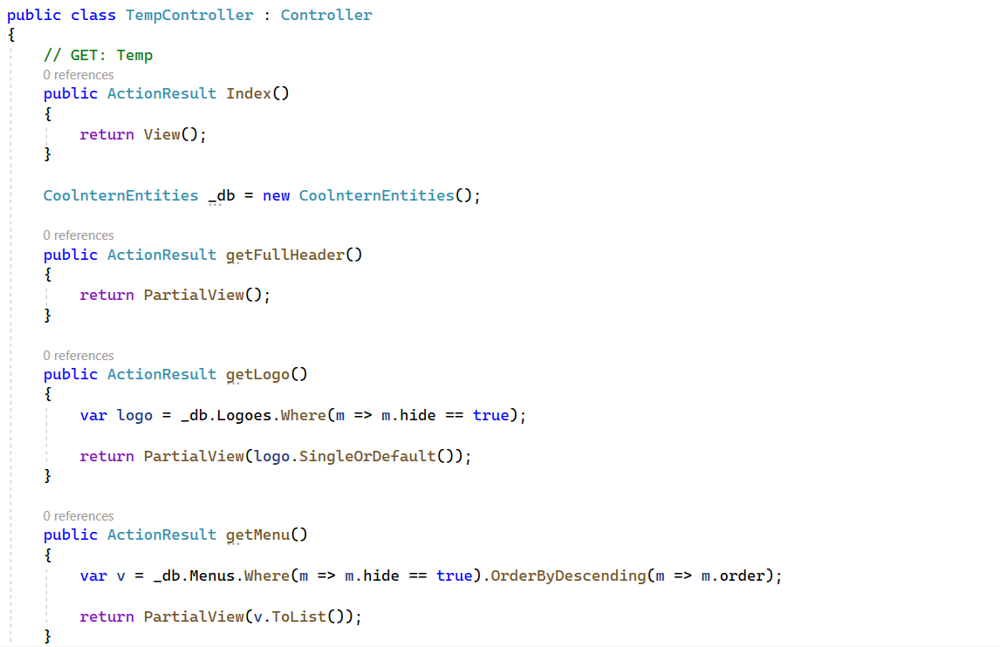 public class TempController : Controller
{
// GET: Temp
0 references
public ActionResult Index()
{
return View();
}
CoolnternEntities _db = new CoolnternEntities();
0 references
public ActionResult getFullHeader()
{
return PartialView();
}
0 references
public ActionResult getLogo()
{
var logo = _db.Logoes.Where(m => m.hide == true);
return PartialView(logo.SingleOrDefault());
}
0 references
public ActionResult getMenu()
{
var v = _db.Menus.Where(m => m.hide == true).OrderByDescending(m => m.order);
return PartialView(v.ToList());
}